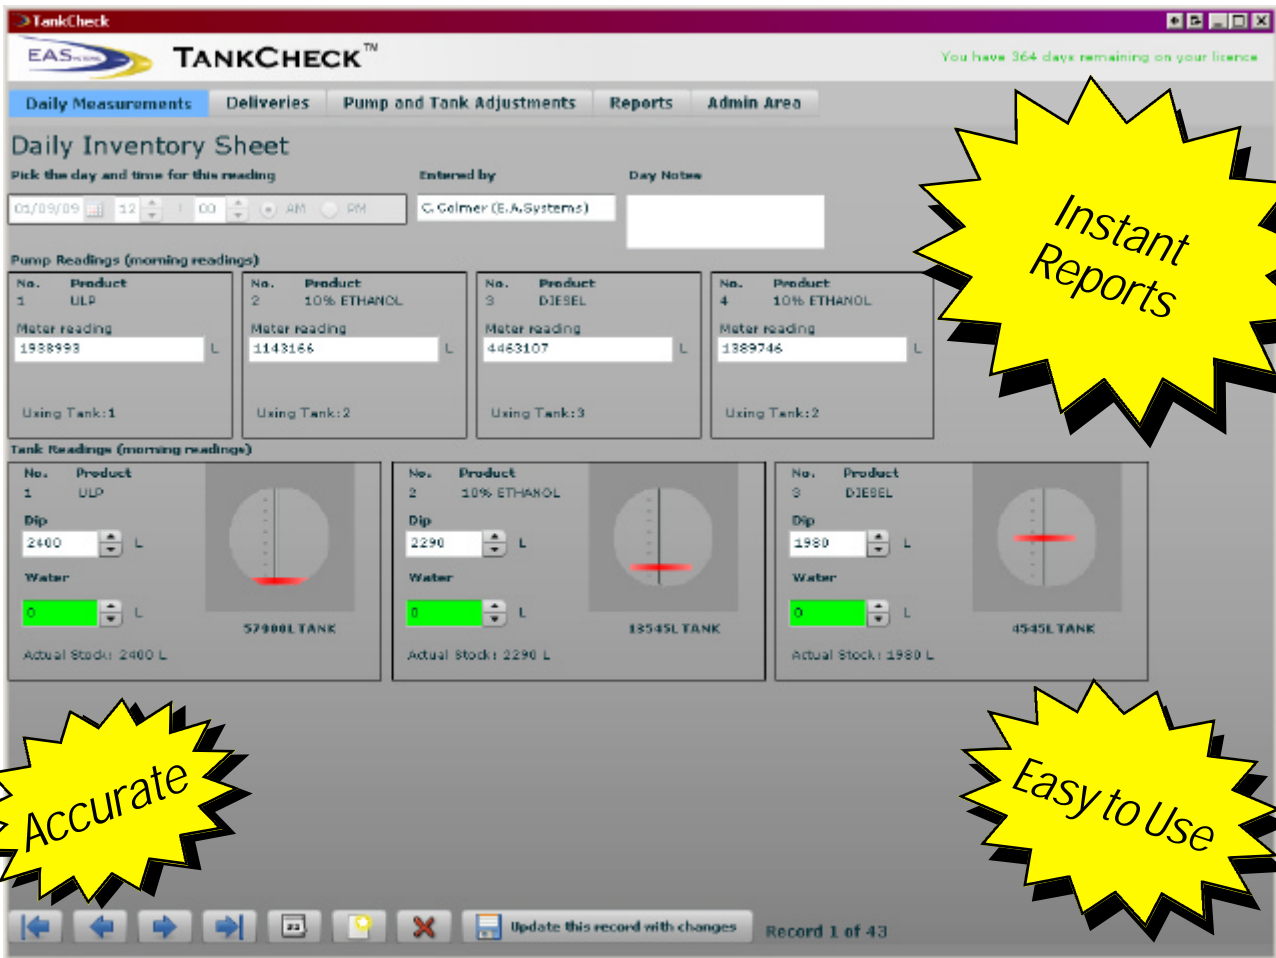 TankCheck
EAS SYSTEMS TANKCHECK™
You have 364 days remaining on your licence
Daily Measurements Deliveries Pump and Tank Adjustments Reports Admin Area
Daily Inventory Sheet
Pick the day and time for this reading Entered by Day Notes
01/09/09 12 : 00 AM PM C. Colmer (E.A.Systems)
Instant
Reports
Pump Readings (morning readings)
No. Product No. Product No. Product No. Product
1 ULP 2 10% ETHANOL 3 DIESEL 4 10% ETHANOL
Meter reading Meter reading Meter reading Meter reading
1938993 L 1143166 L 4463107 L 1389746 L
Using Tank:1 Using Tank:2 Using Tank:3 Using Tank:2
Tank Readings (morning readings)
No. Product No. Product No. Product
1 ULP 2 10% ETHANOL 3 DIESEL
Dip Dip Dip
2400 L 2290 L 1980 L
Water Water Water
0 L 0 L 0 L
57900L TANK 13545L TANK 4545L TANK
Actual Stock: 2400 L Actual Stock: 2290 L Actual Stock: 1980 L
Accurate
Easy to Use
Update this record with changes Record 1 of 43